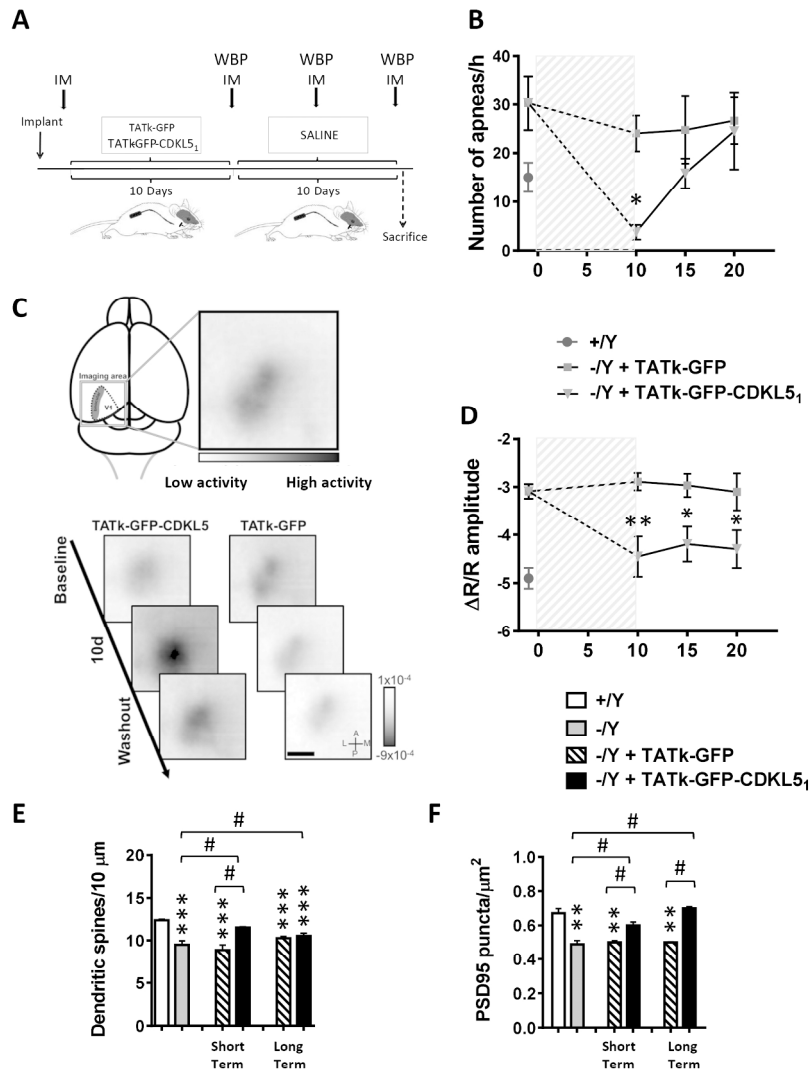 A
WBP WBP WBP
IM IM IM IM
Implant
TATk-GFP
TATkGFP-CDKL5₁
SALINE
10 Days 10 Days
Sacrifice
B
Number of apneas/h
40
30
20
10
0
*
0 5 10 15 20
+/Y
-/Y + TATk-GFP
-/Y + TATk-GFP-CDKL5₁
C
Imaging area
V1
Low activity High activity
TATk-GFP-CDKL5 TATk-GFP
Baseline
10d
Washout
1x10⁻⁴
-9x10⁻⁴
A
L M
P
D
ΔR/R amplitude
-2
-3
-4
-5
-6
** * *
0 5 10 15 20
+/Y
-/Y
-/Y + TATk-GFP
-/Y + TATk-GFP-CDKL5₁
E
Dendritic spines/10 μm
20
15
10
5
0
#
#
#
*** *** *** ***
Short Term
Long Term
F
PSD95 puncta/μm²
1.0
0.8
0.6
0.4
0.2
0.0
#
#
# #
** ** **
Short Term
Long Term